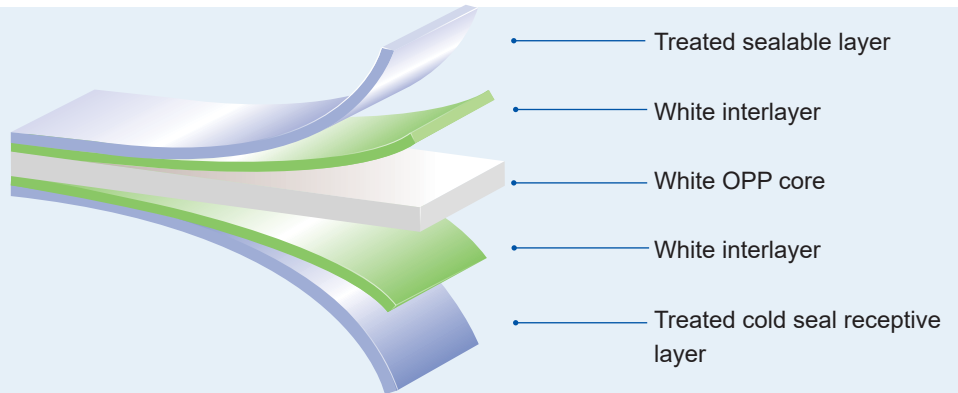 Treated sealable layer
White interlayer
White OPP core
White interlayer
Treated cold seal receptive
layer